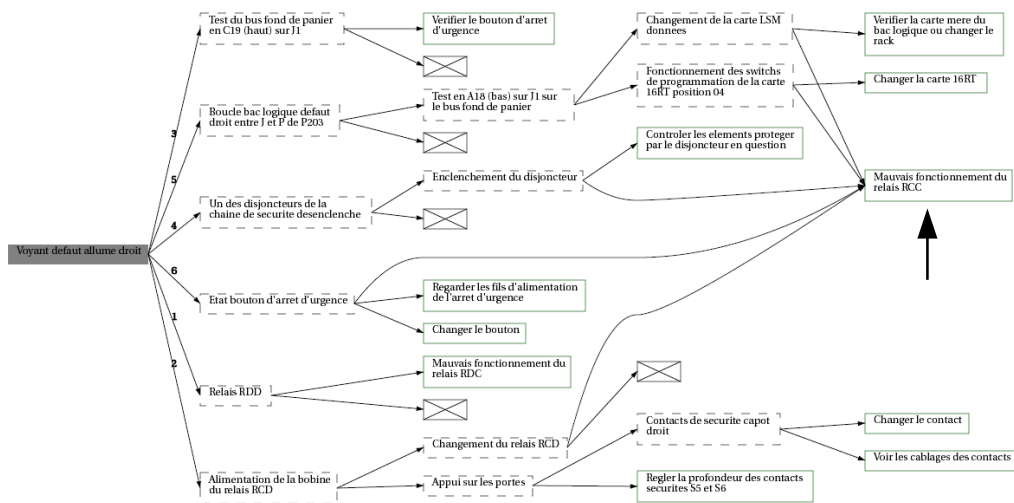 Test du bus fond de panier
en C19 (haut) sur J1
Verifier le bouton d'arret
d'urgence
Changement de la carte LSM
donnees
Verifier la carte mere du
bac logique ou changer le
rack
Fonctionnement des switchs
de programmation de la carte
16RT position 04
Changer la carte 16RT
Boucle bac logique defaut
droit entre J et P de P203
Test en A18 (bas) sur J1 sur
le bus fond de panier
Controler les elements proteger
par le disjoncteur en question
3
5
4
6
1
2
Un des disjoncteurs de la
chaine de securite desenclenche
Enclenchement du disjoncteur
Mauvais fonctionnement du
relais RCC
Voyant defaut allume droit
Etat bouton d'arret d'urgence
Regarder les fils d'alimentation
de l'arret d'urgence
Changer le bouton
Relais RDD
Mauvais fonctionnement du
relais RDC
Changement du relais RCD
Contacts de securite capot
droit
Changer le contact
Voir les cablages des contacts
Alimentation de la bobine
du relais RCD
Appui sur les portes
Regler la profondeur des contacts
securites S5 et S6